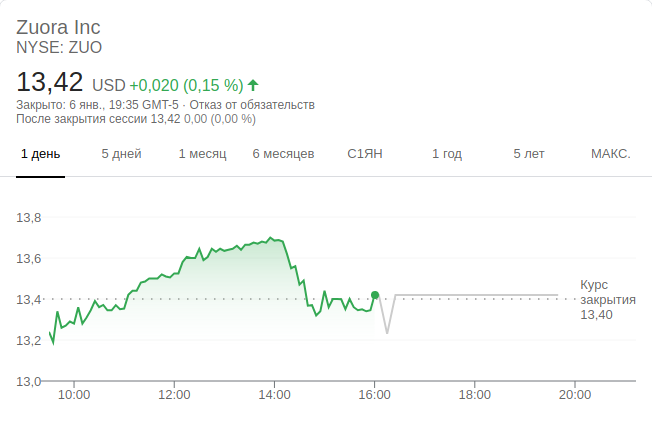 Zuora Inc
NYSE: ZUO
13,42 USD +0,020 (0,15 %)
Закрыто: 6 янв., 19:35 GMT-5 · Отказ от обязательств
После закрытия сессии 13,42 0,00 (0,00 %)
1 день 5 дней 1 месяц 6 месяцев С1ЯН 1 год 5 лет МАКС.
13,8
13,6
13,4
13,2
13,0
Курс
закрытия
13,40
10:00 12:00 14:00 16:00 18:00 20:00